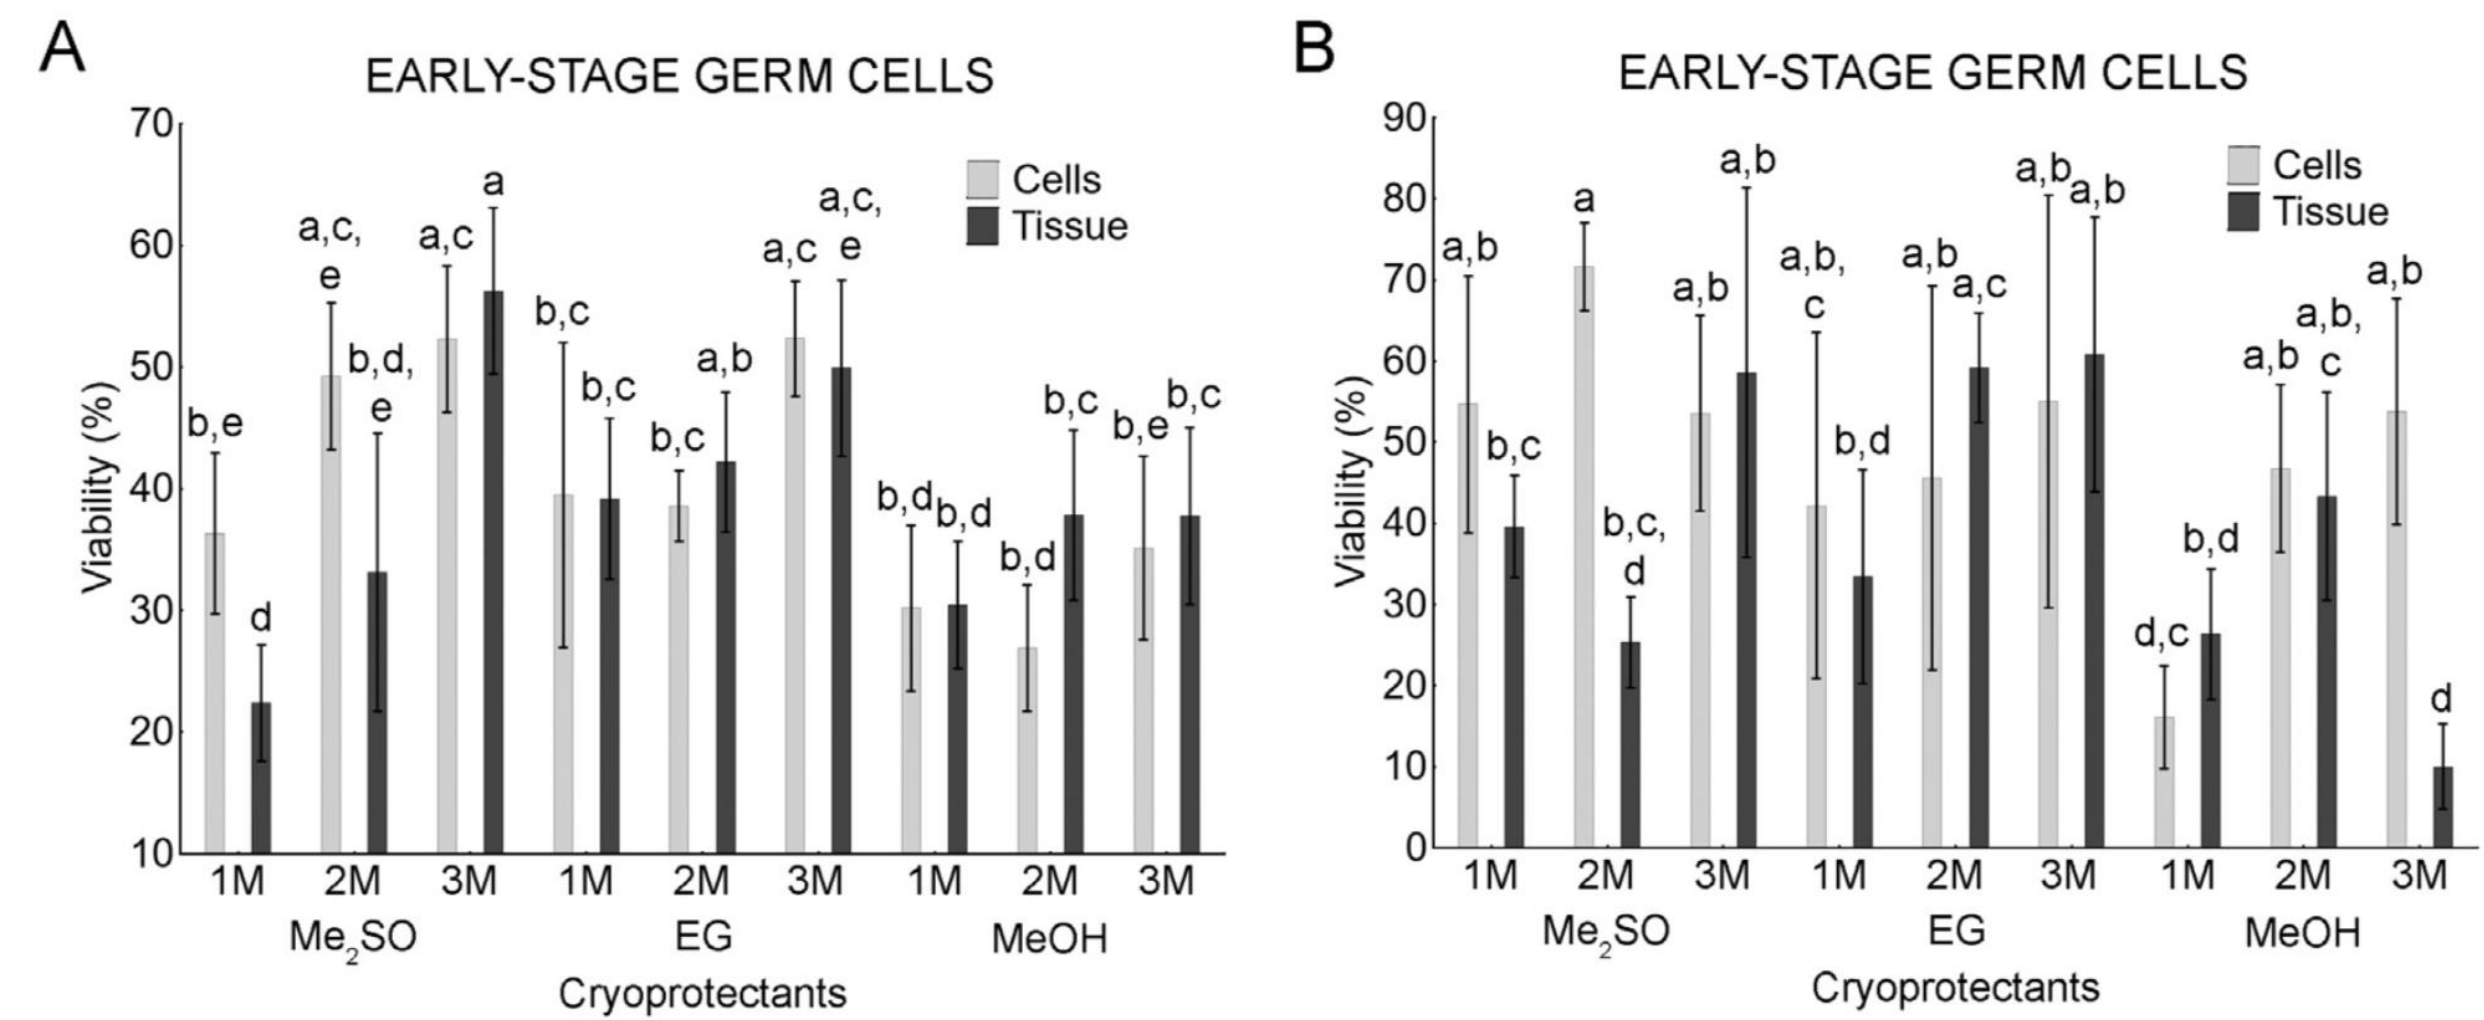 A
EARLY-STAGE GERM CELLS
Viability (%)
70
60
50
40
30
20
10
Cells
Tissue
b,e
d
a,c,
e
b,d,
e
a,c
a
b,c
b,c
b,c
a,b
a,c
a,c,
e
b,d
b,d
b,d
b,c
b,e
b,c
1M 2M 3M 1M 2M 3M 1M 2M 3M
Me₂SO EG MeOH
Cryoprotectants
B
EARLY-STAGE GERM CELLS
Viability (%)
90
80
70
60
50
40
30
20
10
0
Cells
Tissue
a,b
b,c
a
b,c,
d
a,b
a,b
a,b,
c
b,d
a,b
a,c
a,b
a,b
d,c
b,d
a,b
a,b,
c
a,b
d
1M 2M 3M 1M 2M 3M 1M 2M 3M
Me₂SO EG MeOH
Cryoprotectants